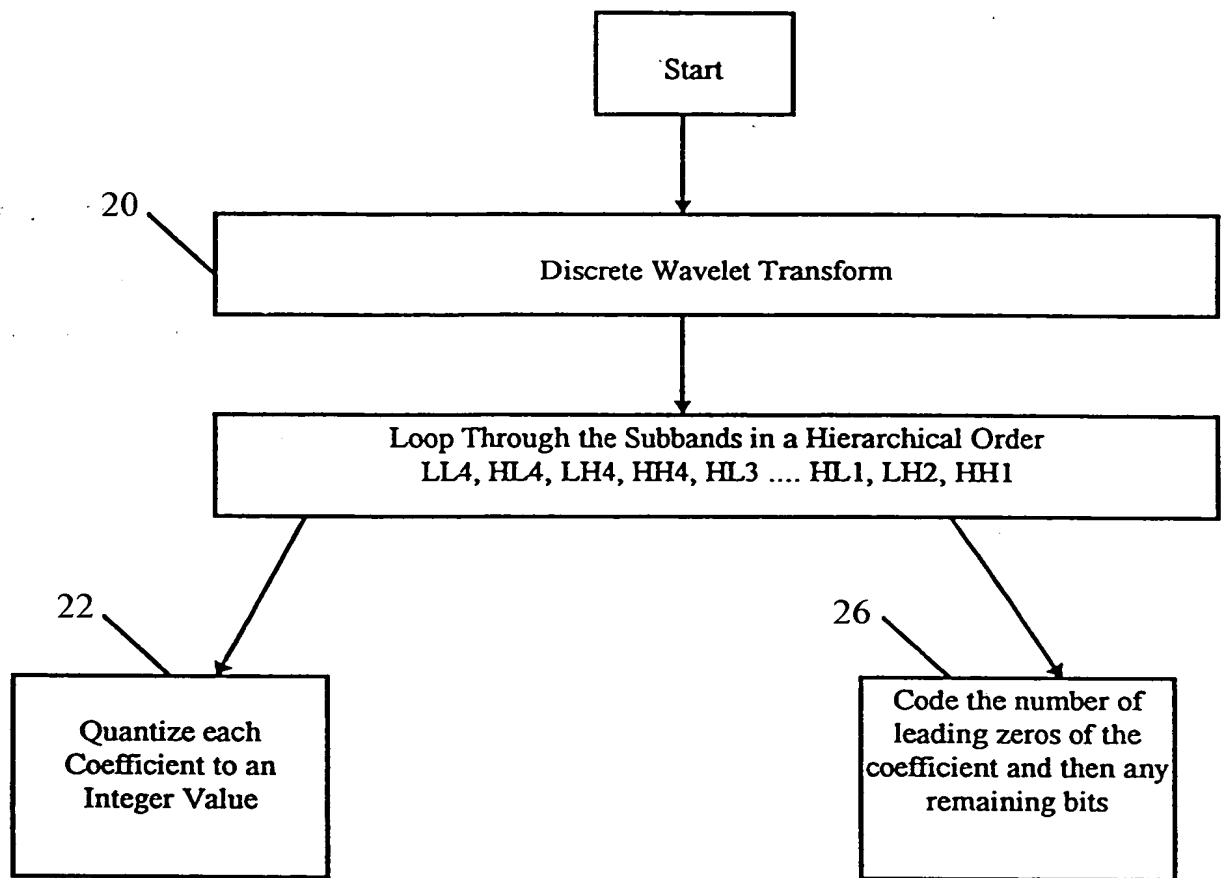 Start
20
Discrete Wavelet Transform
Loop Through the Subbands in a Hierarchical Order
LL4, HL4, LH4, HH4, HL3 .... HL1, LH2, HH1
22
26
Quantize each
Coefficient to an
Integer Value
Code the number of
leading zeros of the
coefficient and then any
remaining bits